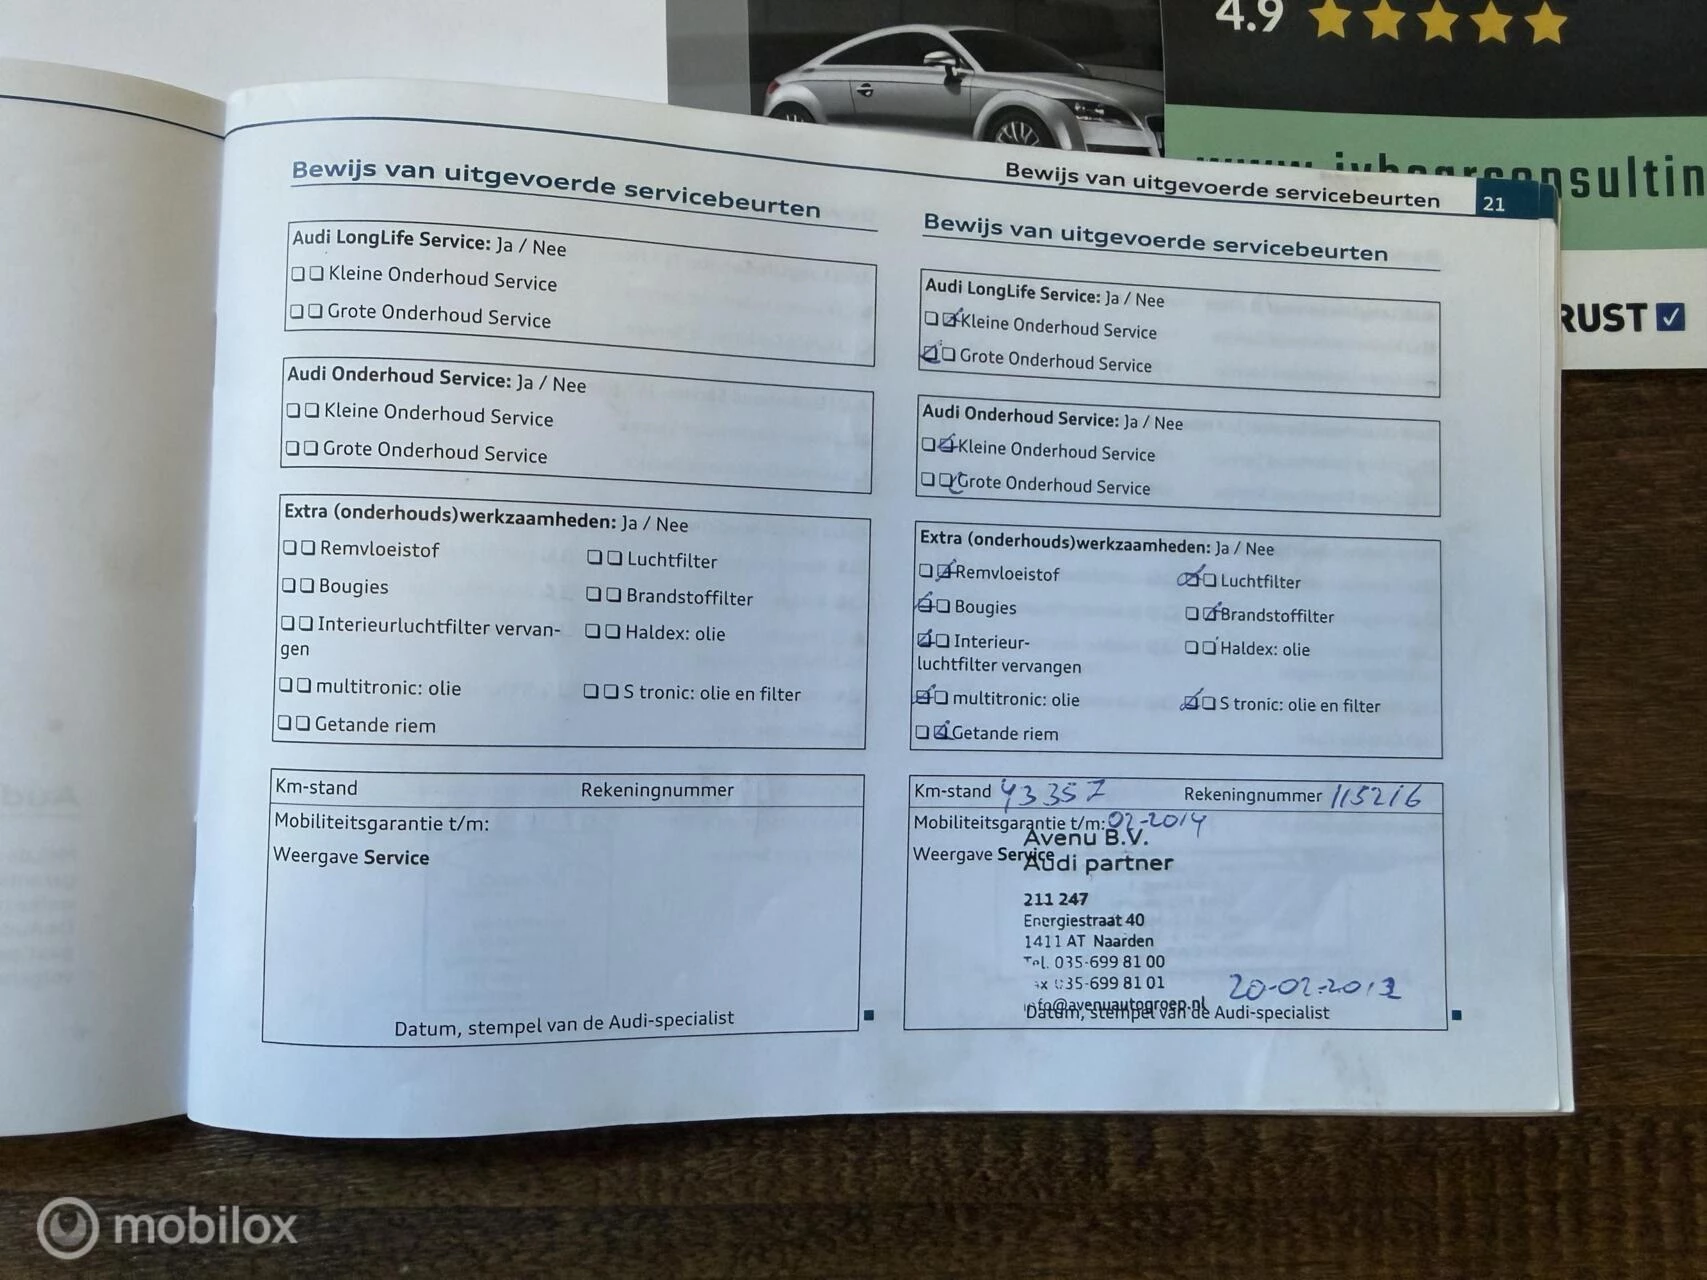 4.9
Bewijs van uitgevoerde servicebeurten
21
RUST
Bewijs van uitgevoerde servicebeurten
Audi LongLife Service: Ja / Nee
Kleine Onderhoud Service
Grote Onderhoud Service
Audi Onderhoud Service: Ja / Nee
Kleine Onderhoud Service
Grote Onderhoud Service
Extra (onderhouds)werkzaamheden: Ja / Nee
Remvloeistof
Luchtfilter
Bougies
Brandstoffilter
Interieurluchtfilter vervan-
gen
Haldex: olie
multitronic: olie
S tronic: olie en filter
Getande riem
Km-stand
Rekeningnummer
Mobiliteitsgarantie t/m:
Weergave Service
Datum, stempel van de Audi-specialist
Bewijs van uitgevoerde servicebeurten
Audi LongLife Service: Ja / Nee
Kleine Onderhoud Service
Grote Onderhoud Service
Audi Onderhoud Service: Ja / Nee
Kleine Onderhoud Service
Grote Onderhoud Service
Extra (onderhouds)werkzaamheden: Ja / Nee
Remvloeistof
Luchtfilter
Bougies
Brandstoffilter
Interieur-
luchtfilter vervangen
Haldex: olie
multitronic: olie
S tronic: olie en filter
Getande riem
Km-stand 43357
Rekeningnummer 115216
Mobiliteitsgarantie t/m: 02-2014
Avenu B.V.
Weergave Service
Audi partner
211 247
Energiestraat 40
1411 AT Naarden
Tel. 035-699 81 00
035-699 81 01
20-02-2012
info@avenuautogroep.nl
Datum, stempel van de Audi-specialist
mobilox